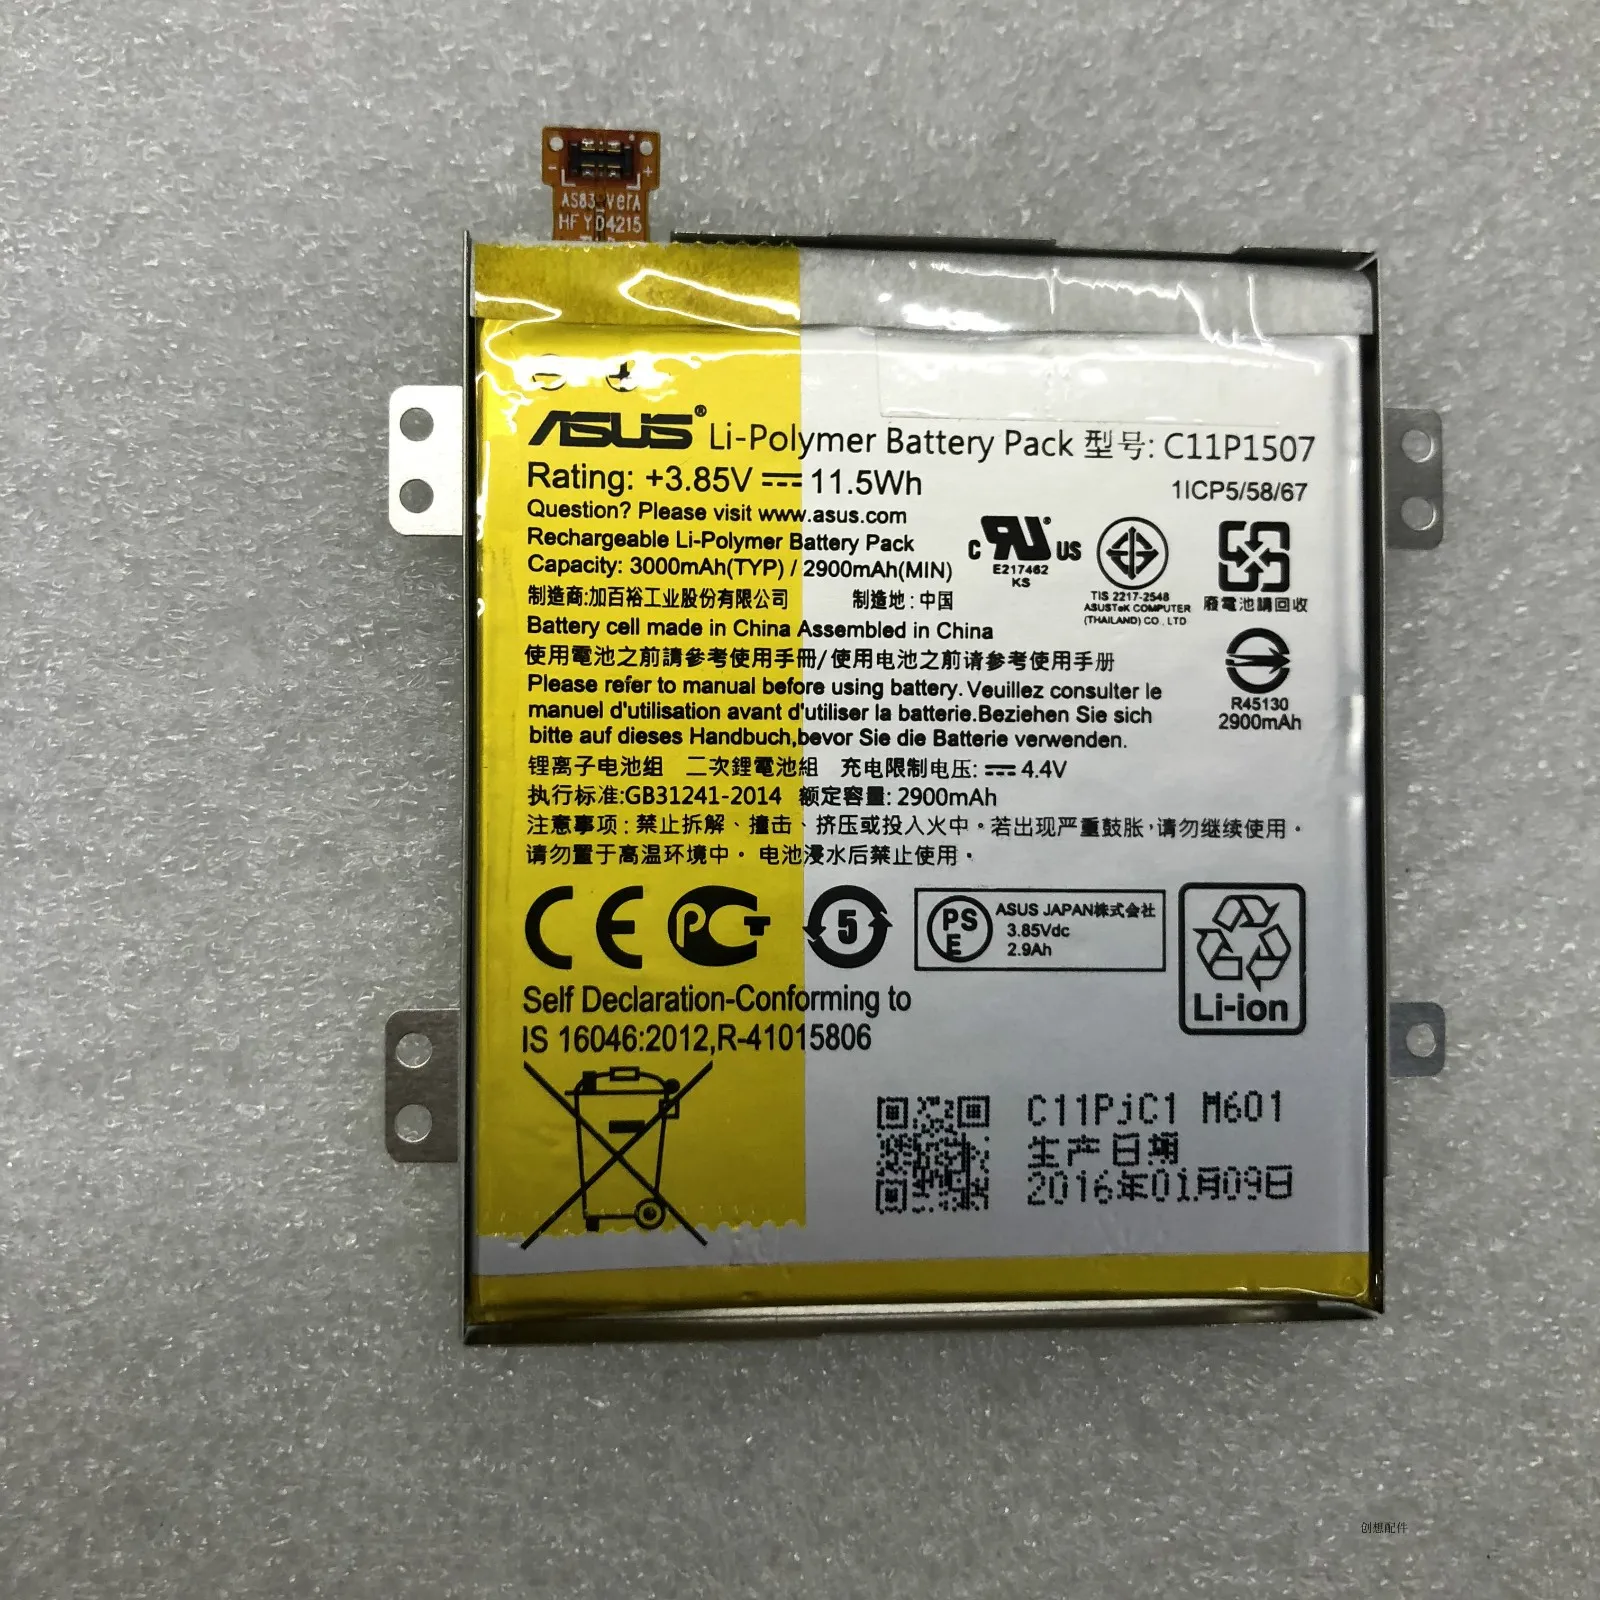 - +
AS83_VerA
HF YD4215
ASUS® Li-Polymer Battery Pack 型号: C11P1507
Rating: +3.85V 11.5Wh
1ICP5/58/67
Question? Please visit www.asus.com
Rechargeable Li-Polymer Battery Pack
Capacity: 3000mAh(TYP) / 2900mAh(MIN)
C RU® US
E217462
KS
TIS 2217-2548
ASUSTeK COMPUTER
(THAILAND) CO., LTD
廢電池請回收
制造商:加百裕工业股份有限公司 制造地:中国
Battery cell made in China Assembled in China
使用電池之前請參考使用手冊/使用电池之前请参考使用手册
R45130
2900mAh
Please refer to manual before using battery. Veuillez consulter le
manuel d'utilisation avant d'utiliser la batterie.Beziehen Sie sich
bitte auf dieses Handbuch,bevor Sie die Batterie verwenden.
锂离子电池组 二次鋰電池組 充电限制电压: 4.4V
执行标准:GB31241-2014 额定容量: 2900mAh
注意事项:禁止拆解、撞击、挤压或投入火中。若出现严重鼓胀,请勿继续使用。
请勿置于高温环境中。电池浸水后禁止使用。
CE PCT 5
PS
E
ASUS JAPAN株式会社
3.85Vdc
2.9Ah
Li-ion
Self Declaration-Conforming to
IS 16046:2012,R-41015806
C11PjC1 M601
生产日期
2016年01月09日
创想配件